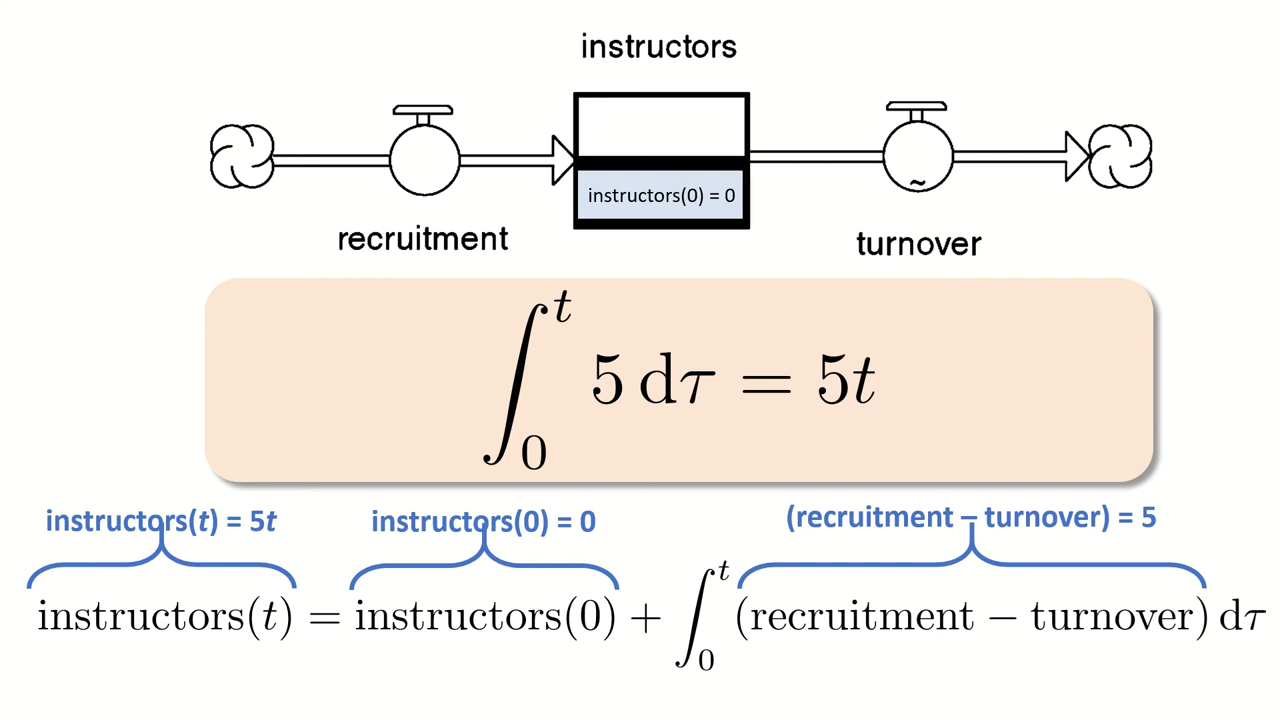 instructors
~
instructors(0) = 0
recruitment
turnover
∫₀ᵗ 5 dτ = 5t
instructors(t) = 5t
instructors(0) = 0
(recruitment – turnover) = 5
instructors(t) = instructors(0) + ∫₀ᵗ (recruitment − turnover) dτ